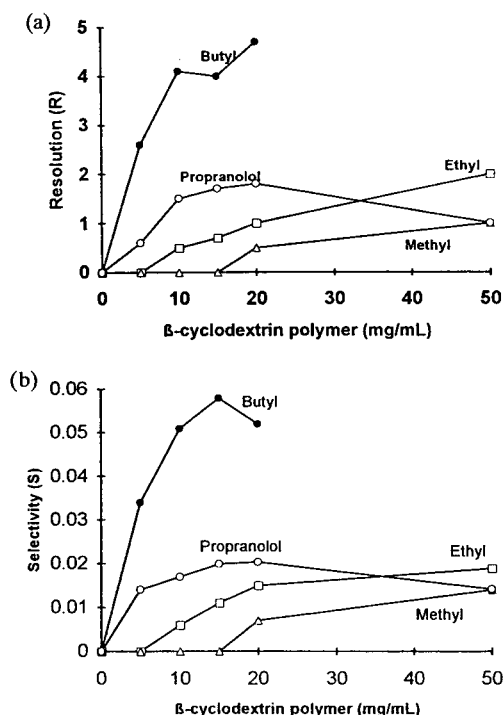 (a)
5
4
3
2
1
0
Resolution (R)
Butyl
Propranolol
Ethyl
Methyl
0 10 20 30 40 50
ß-cyclodextrin polymer (mg/mL)
(b)
0.06
0.05
0.04
0.03
0.02
0.01
0
Selectivity (S)
Butyl
Propranolol
Ethyl
Methyl
0 10 20 30 40 50
ß-cyclodextrin polymer (mg/mL)